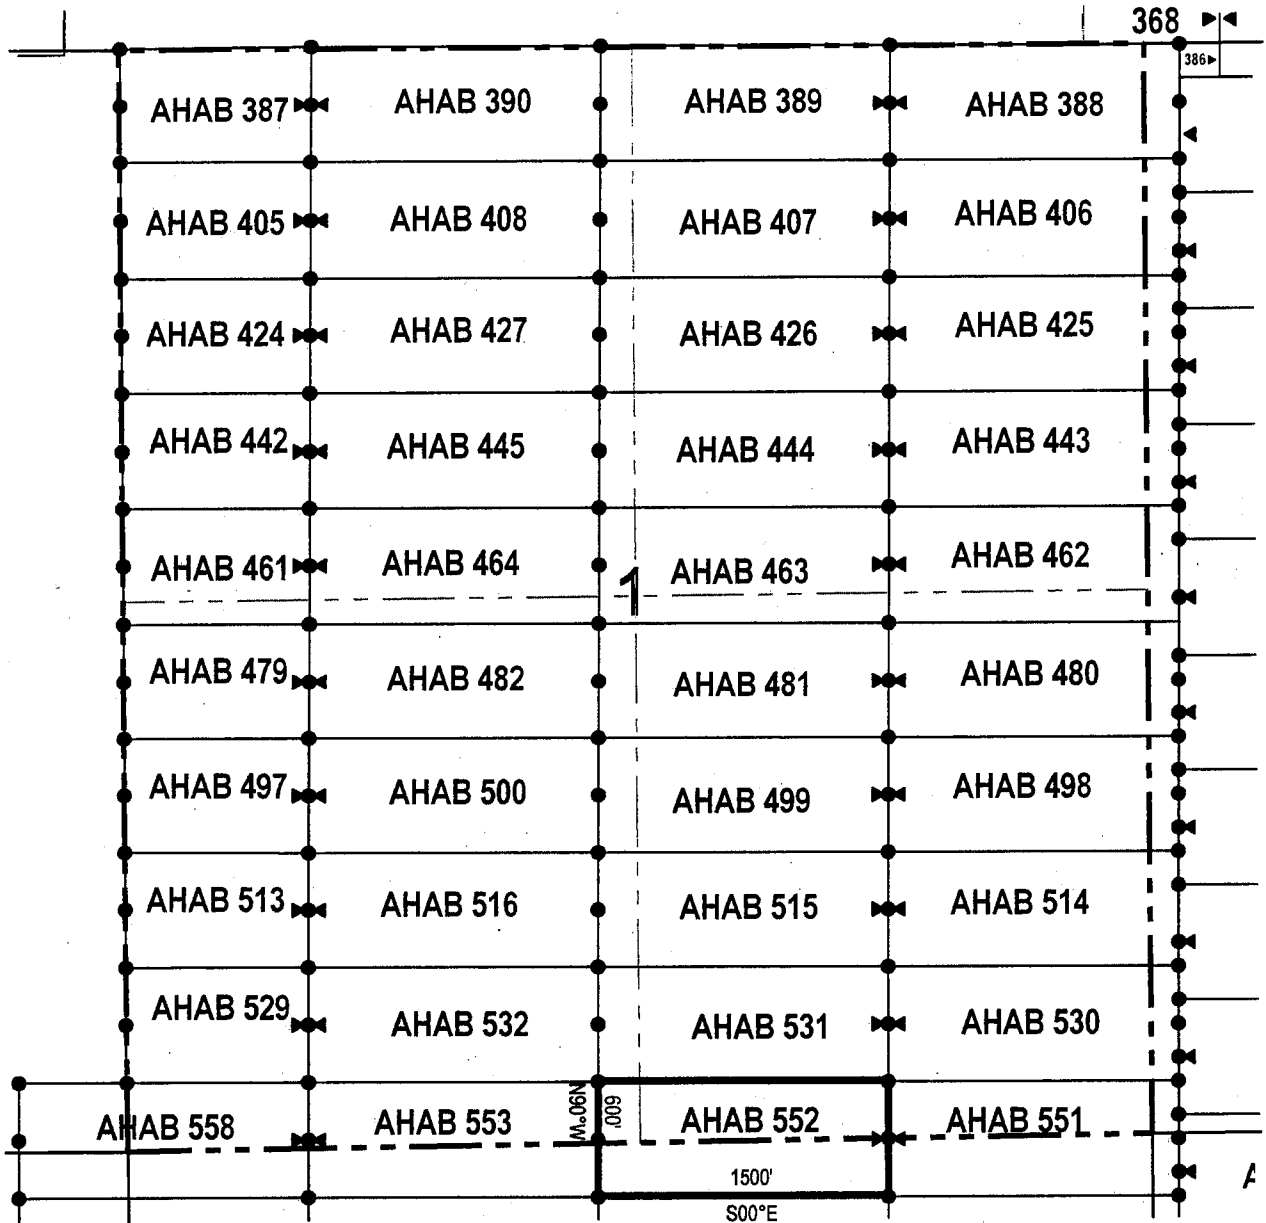 368
386
AHAB 387 AHAB 390 AHAB 389 AHAB 388
AHAB 405 AHAB 408 AHAB 407 AHAB 406
AHAB 424 AHAB 427 AHAB 426 AHAB 425
AHAB 442 AHAB 445 AHAB 444 AHAB 443
AHAB 461 AHAB 464 AHAB 463 AHAB 462
1
AHAB 479 AHAB 482 AHAB 481 AHAB 480
AHAB 497 AHAB 500 AHAB 499 AHAB 498
AHAB 513 AHAB 516 AHAB 515 AHAB 514
AHAB 529 AHAB 532 AHAB 531 AHAB 530
AHAB 558 AHAB 553 N90°W 600' AHAB 552 AHAB 551
1500'
S00°E
A